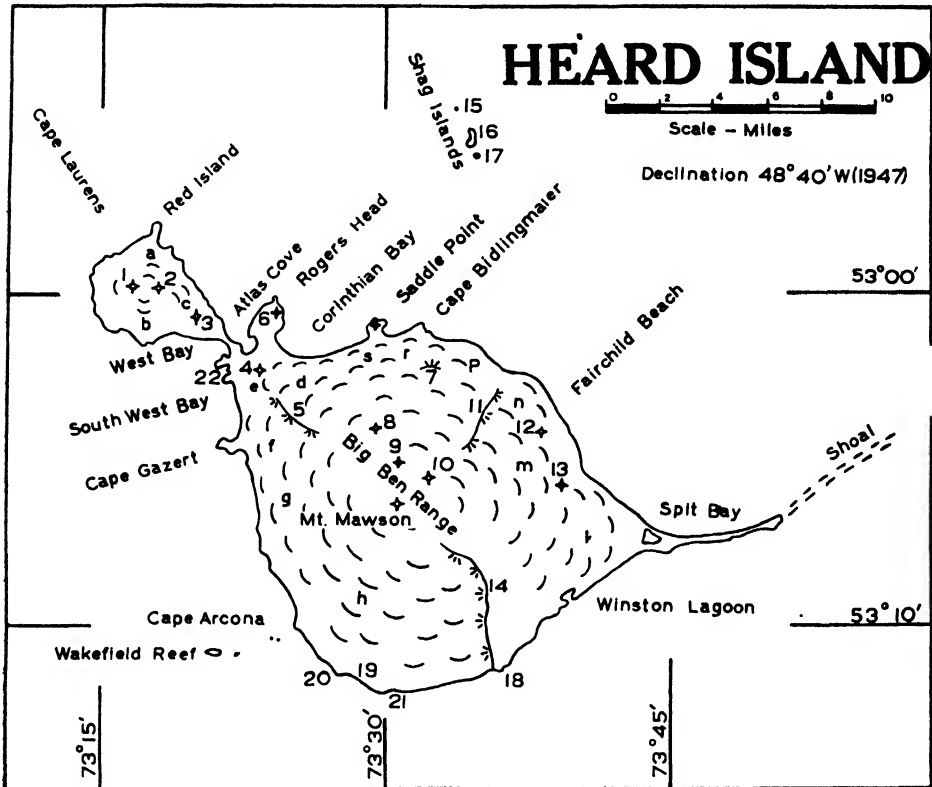 HEARD ISLAND
0 2 4 6 8 10
Scale – Miles
Declination 48°40'W(1947)
Shag Islands
15
16
17
Cape Laurens
Red Island
Atlas Cove
Rogers Head
Corinthian Bay
Saddle Point
Cape Bidlingmaier
Fairchild Beach
53°00'
a
1
2
c
3
b
6
West Bay
4
22
e
d
s
r
7
P
South West Bay
5
11
n
12
8
f
Cape Gazert
9
10
Big Ben Range
m
13
Shoal
g
Mt. Mawson
Spit Bay
l
14
h
Winston Lagoon
Cape Arcona
53°10'
Wakefield Reef
20
19
21
18
73°15'
73°30'
73°45'